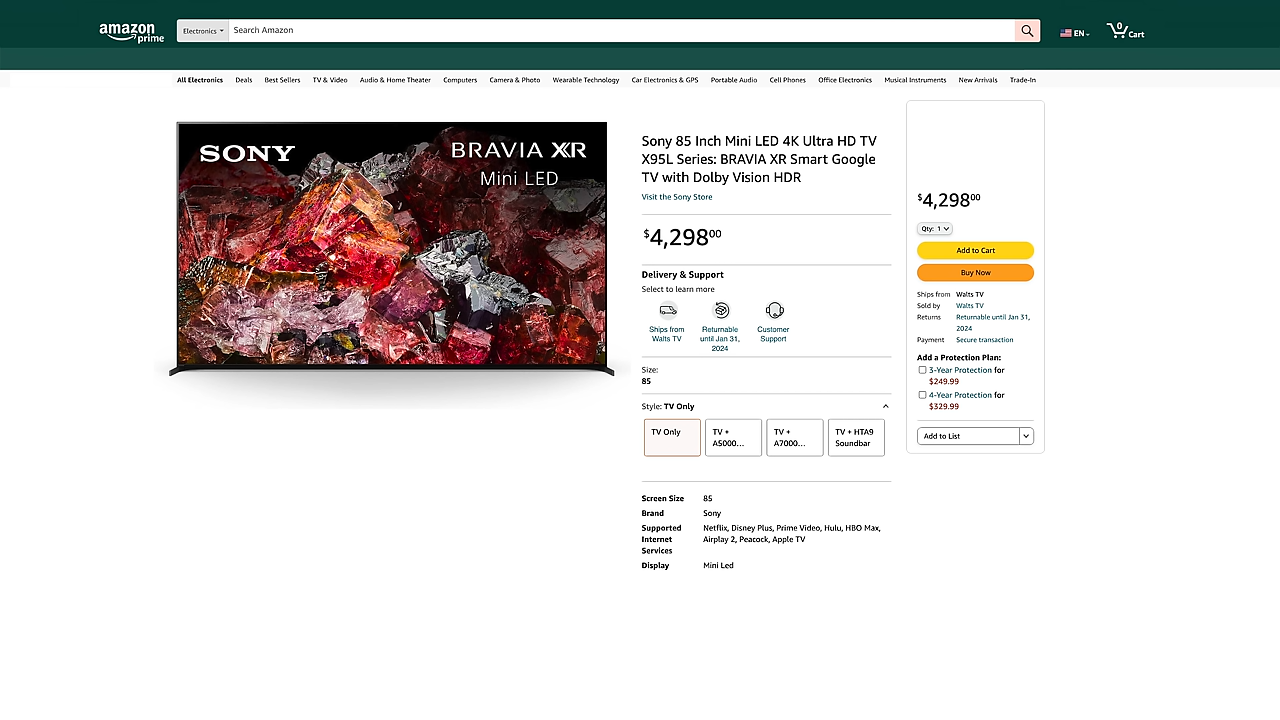 amazon prime
Electronics
Search Amazon
EN
0
Cart
All Electronics Deals Best Sellers TV & Video Audio & Home Theater Computers Camera & Photo Wearable Technology Car Electronics & GPS Portable Audio Cell Phones Office Electronics Musical Instruments New Arrivals Trade-In
SONY
BRAVIA XR
Mini LED
Sony 85 Inch Mini LED 4K Ultra HD TV
X95L Series: BRAVIA XR Smart Google
TV with Dolby Vision HDR
Visit the Sony Store
$4,29800
Delivery & Support
Select to learn more
Ships from
Walts TV
Returnable
until Jan 31,
2024
Customer
Support
Size:
85
Style: TV Only
TV Only
TV +
A5000...
TV +
A7000...
TV + HTA9
Soundbar
Screen Size 85
Brand Sony
Supported Internet Services Netflix, Disney Plus, Prime Video, Hulu, HBO Max,
Airplay 2, Peacock, Apple TV
Display Mini Led
$4,29800
Qty: 1
Add to Cart
Buy Now
Ships from Walts TV
Sold by Walts TV
Returns Returnable until Jan 31,
2024
Payment Secure transaction
Add a Protection Plan:
3-Year Protection for
$249.99
4-Year Protection for
$329.99
Add to List